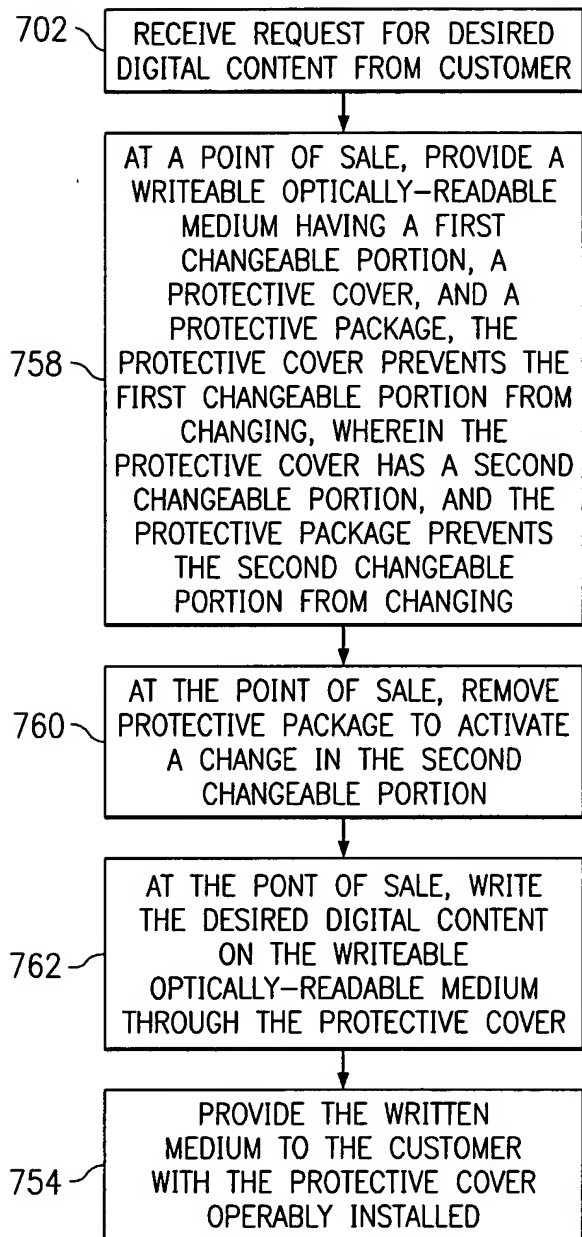 702
RECEIVE REQUEST FOR DESIRED
DIGITAL CONTENT FROM CUSTOMER
758
AT A POINT OF SALE, PROVIDE A
WRITEABLE OPTICALLY-READABLE
MEDIUM HAVING A FIRST
CHANGEABLE PORTION, A
PROTECTIVE COVER, AND A
PROTECTIVE PACKAGE, THE
PROTECTIVE COVER PREVENTS THE
FIRST CHANGEABLE PORTION FROM
CHANGING, WHEREIN THE
PROTECTIVE COVER HAS A SECOND
CHANGEABLE PORTION, AND THE
PROTECTIVE PACKAGE PREVENTS
THE SECOND CHANGEABLE
PORTION FROM CHANGING
760
AT THE POINT OF SALE, REMOVE
PROTECTIVE PACKAGE TO ACTIVATE
A CHANGE IN THE SECOND
CHANGEABLE PORTION
762
AT THE PONT OF SALE, WRITE
THE DESIRED DIGITAL CONTENT
ON THE WRITEABLE
OPTICALLY-READABLE MEDIUM
THROUGH THE PROTECTIVE COVER
754
PROVIDE THE WRITTEN
MEDIUM TO THE CUSTOMER
WITH THE PROTECTIVE COVER
OPERABLY INSTALLED